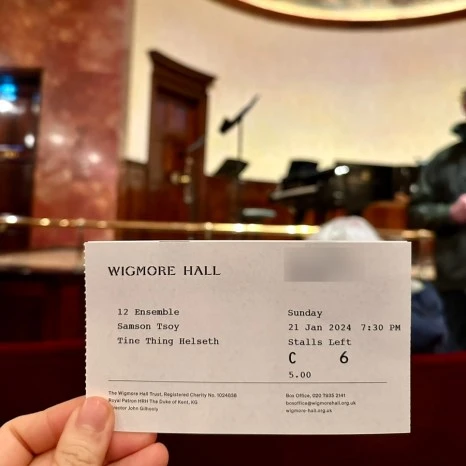 WIGMORE HALL
12 Ensemble
Samson Tsoy
Tine Thing Helseth
Sunday
21 Jan 2024 7:30 PM
Stalls Left
C 6
5.00
The Wigmore Hall Trust, Registered Charity No. 1024838
Royal Patron HRH The Duke of Kent, KG
Director John Gilhooly
Box Office, 020 7935 2141
boxoffice@wigmore-hall.org.uk
wigmore-hall.org.uk